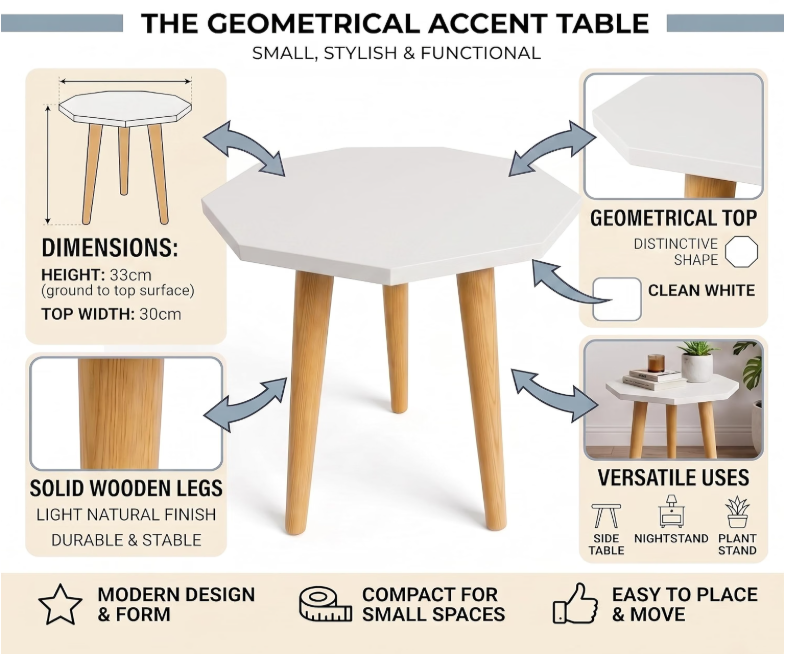 THE GEOMETRICAL ACCENT TABLE
SMALL, STYLISH & FUNCTIONAL
DIMENSIONS:
HEIGHT: 33cm
(ground to top surface)
TOP WIDTH: 30cm
GEOMETRICAL TOP
DISTINCTIVE
SHAPE
CLEAN WHITE
SOLID WOODEN LEGS
LIGHT NATURAL FINISH
DURABLE & STABLE
VERSATILE USES
SIDE
TABLE
NIGHTSTAND
PLANT
STAND
MODERN DESIGN
& FORM
COMPACT FOR
SMALL SPACES
EASY TO PLACE
& MOVE